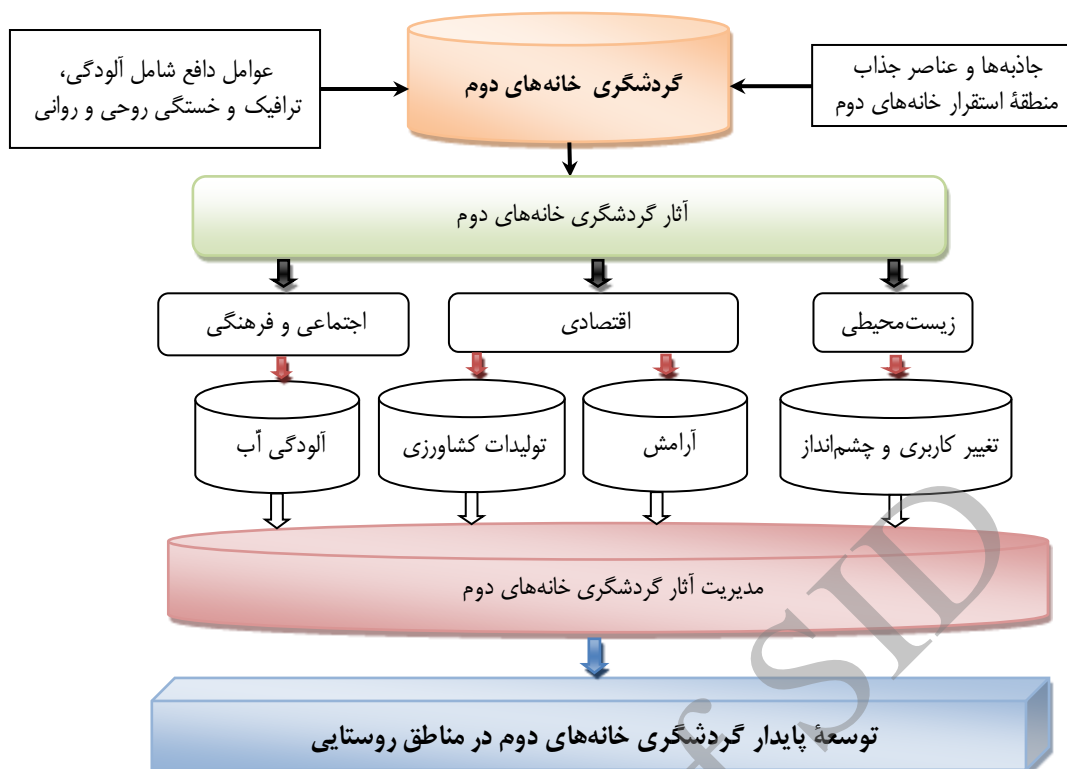 جاذبه‌ها و عناصر جذاب
منطقهٔ استقرار خانه‌های دوم
گردشگری خانه‌های دوم
عوامل دافع شامل آلودگی،
ترافیک و خستگی روحی و روانی
آثار گردشگری خانه‌های دوم
زیست‌محیطی
اقتصادی
اجتماعی و فرهنگی
تغییر کاربری و چشم‌انداز
آرامش
تولیدات کشاورزی
آلودگی آب
مدیریت آثار گردشگری خانه‌های دوم
توسعهٔ پایدار گردشگری خانه‌های دوم در مناطق روستایی
f SID